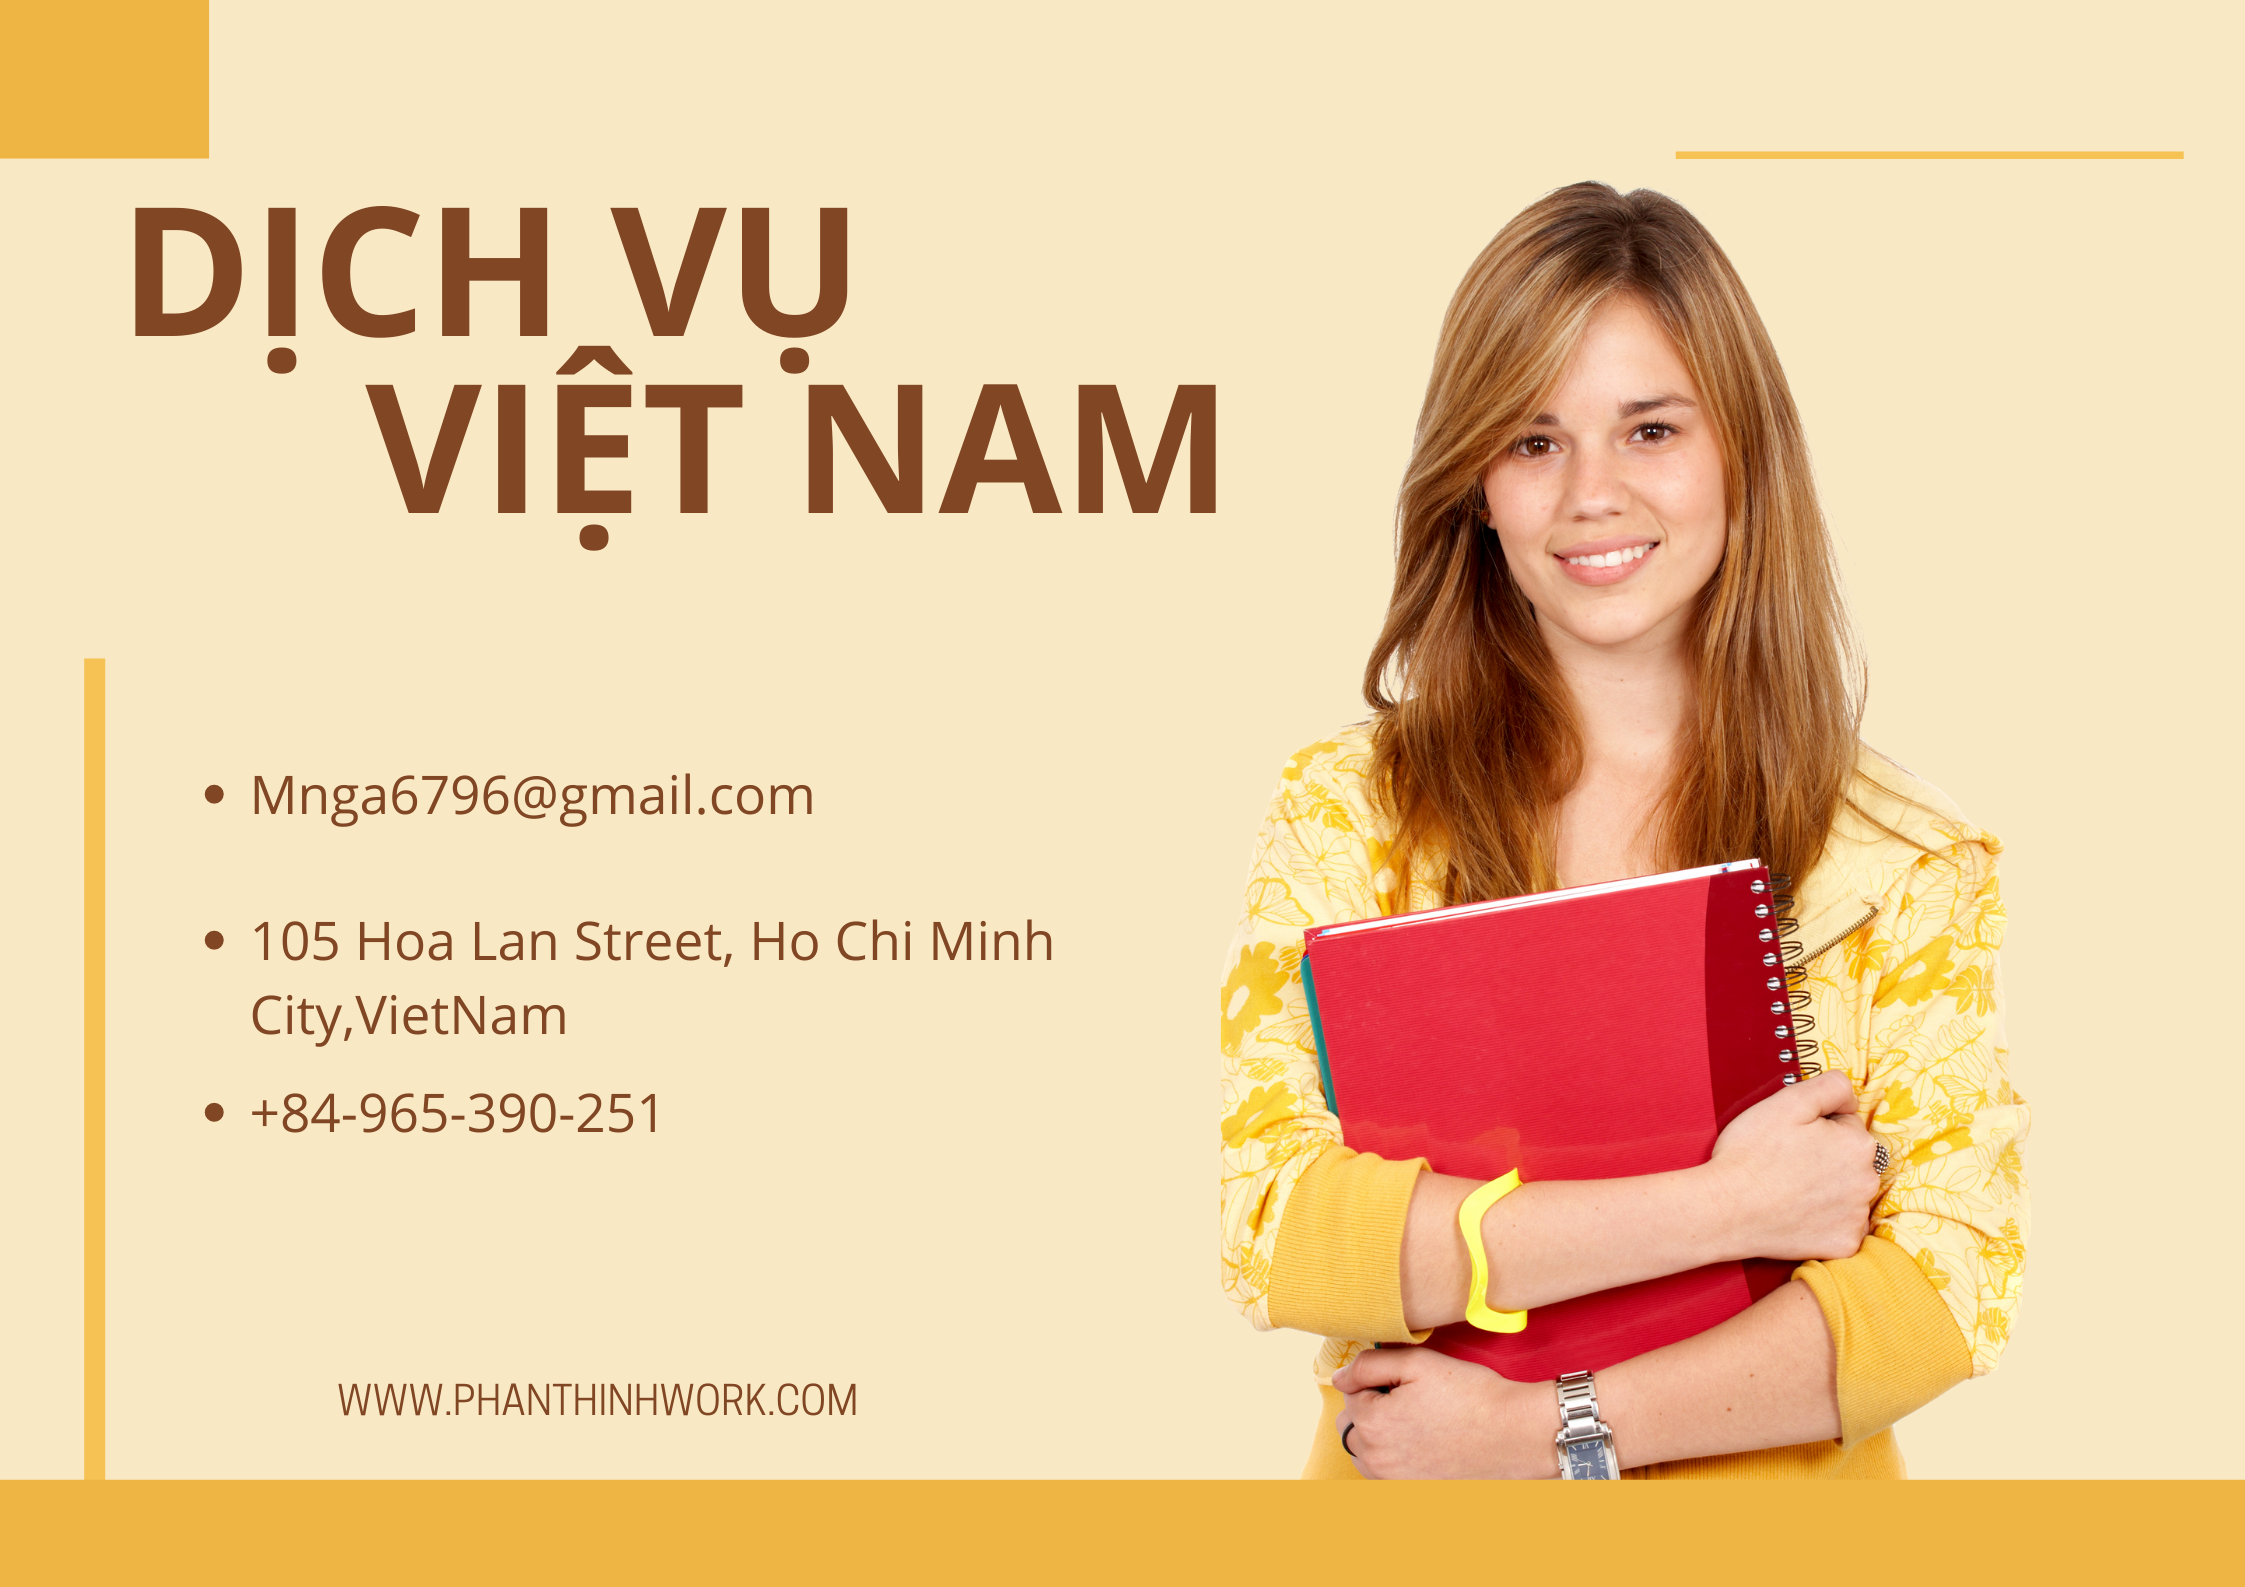 DỊCH VỤ
VIỆT NAM
• Mnga6796@gmail.com
• 105 Hoa Lan Street, Ho Chi Minh
City,VietNam
• +84-965-390-251
WWW.PHANTHINHWORK.COM